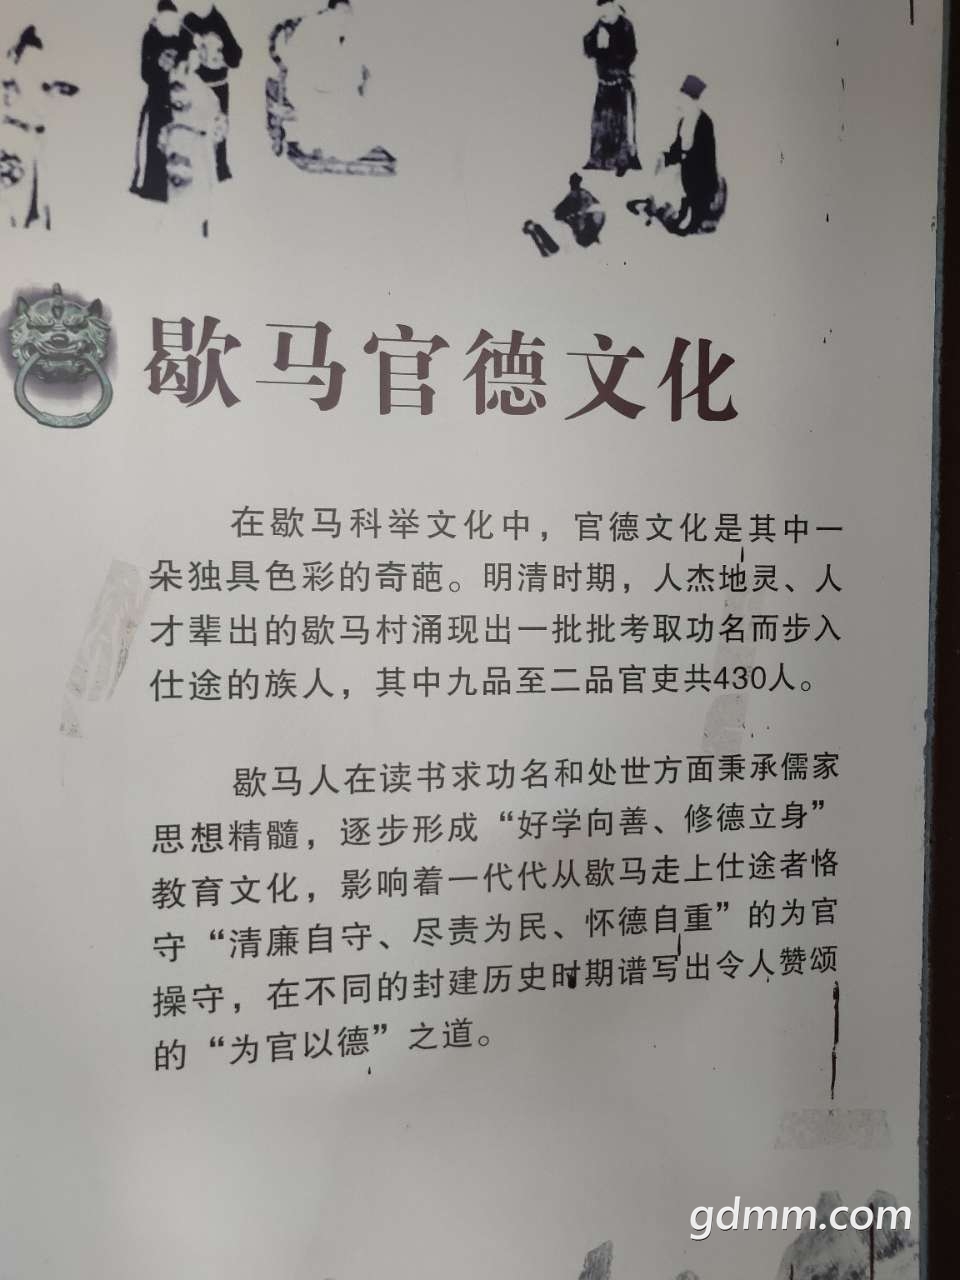 歇马官德文化
在歇马科举文化中，官德文化是其中一
朵独具色彩的奇葩。明清时期，人杰地灵、人
才辈出的歇马村涌现出一批批考取功名而步入
仕途的族人，其中九品至二品官吏共430人。
歇马人在读书求功名和处世方面秉承儒家
思想精髓，逐步形成“好学向善、修德立身”
教育文化，影响着一代代从歇马走上仕途者恪
守“清廉自守、尽责为民、怀德自重”的为官
操守，在不同的封建历史时期谱写出令人赞颂
的“为官以德”之道。
gdmm.com